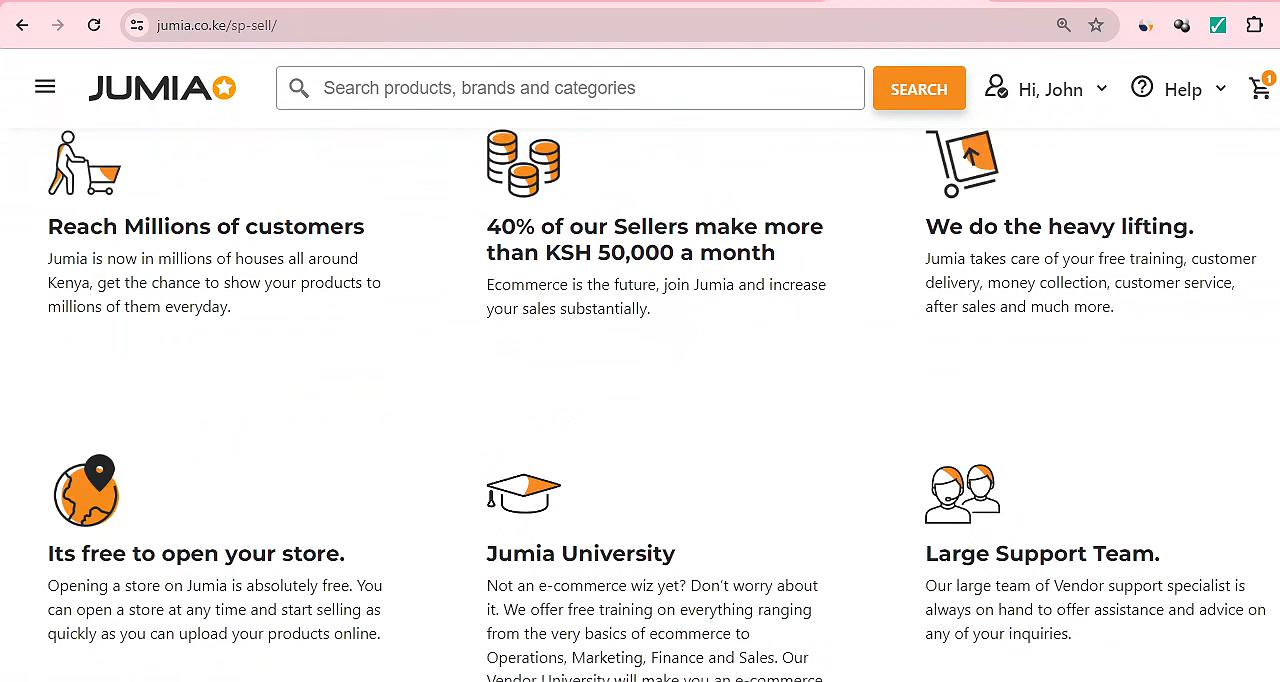 jumia.co.ke/sp-sell/
JUMIA
Search products, brands and categories
SEARCH
Hi, John
Help
1
Reach Millions of customers
Jumia is now in millions of houses all around
Kenya, get the chance to show your products to
millions of them everyday.
40% of our Sellers make more
than KSH 50,000 a month
Ecommerce is the future, join Jumia and increase
your sales substantially.
We do the heavy lifting.
Jumia takes care of your free training, customer
delivery, money collection, customer service,
after sales and much more.
Its free to open your store.
Opening a store on Jumia is absolutely free. You
can open a store at any time and start selling as
quickly as you can upload your products online.
Jumia University
Not an e-commerce wiz yet? Don’t worry about
it. We offer free training on everything ranging
from the very basics of ecommerce to
Operations, Marketing, Finance and Sales. Our
Vendor University will make you an e-commerce
Large Support Team.
Our large team of Vendor support specialist is
always on hand to offer assistance and advice on
any of your inquiries.